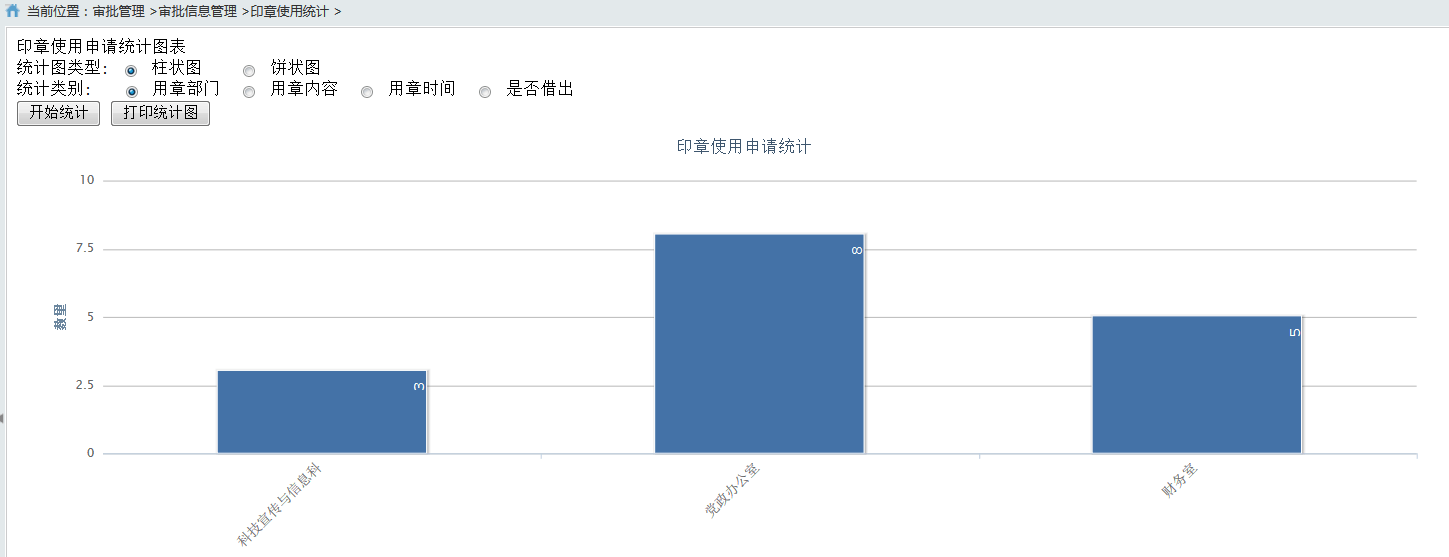 当前位置：审批管理 >审批信息管理 >印章使用统计 >
印章使用申请统计图表
统计图类型： 柱状图 饼状图
统计类别： 用章部门 用章内容 用章时间 是否借出
开始统计 打印统计图
印章使用申请统计
10
7.5
5
2.5
0
数量
3
8
5
科技宣传与信息科
党政办公室
财务室